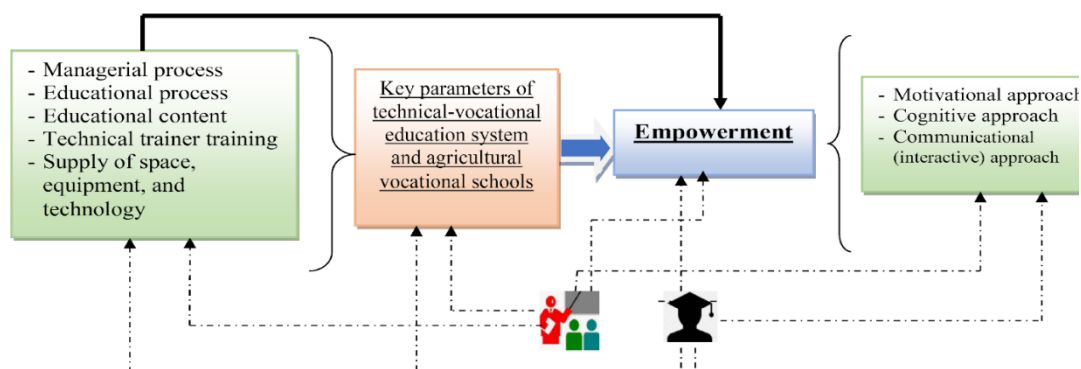 - Managerial process
- Educational process
- Educational content
- Technical trainer training
- Supply of space,
equipment, and
technology
Key parameters of
technical-vocational
education system
and agricultural
vocational schools
Empowerment
- Motivational approach
- Cognitive approach
- Communicational
(interactive) approach